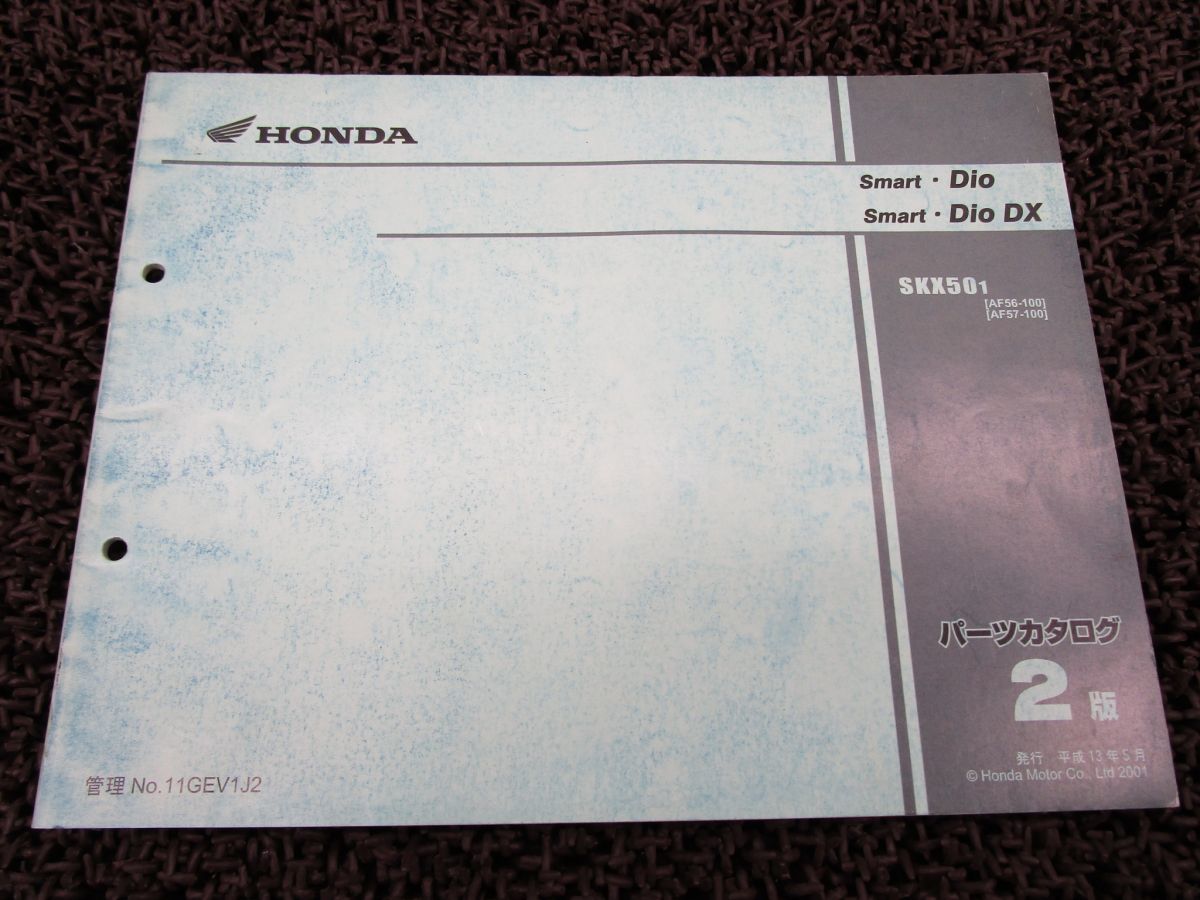 HONDA
Smart・Dio
Smart・Dio DX
SKX501
[AF56-100]
[AF57-100]
パーツカタログ
2版
発行 平成13年5月
© Honda Motor Co., Ltd 2001
管理 No.11GEV1J2